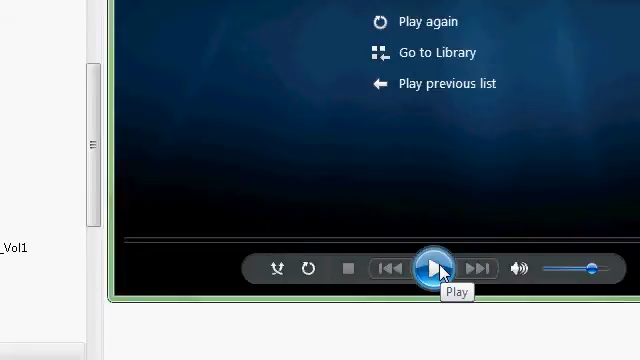 Play again
Go to Library
Play previous list
_Vol1
Play